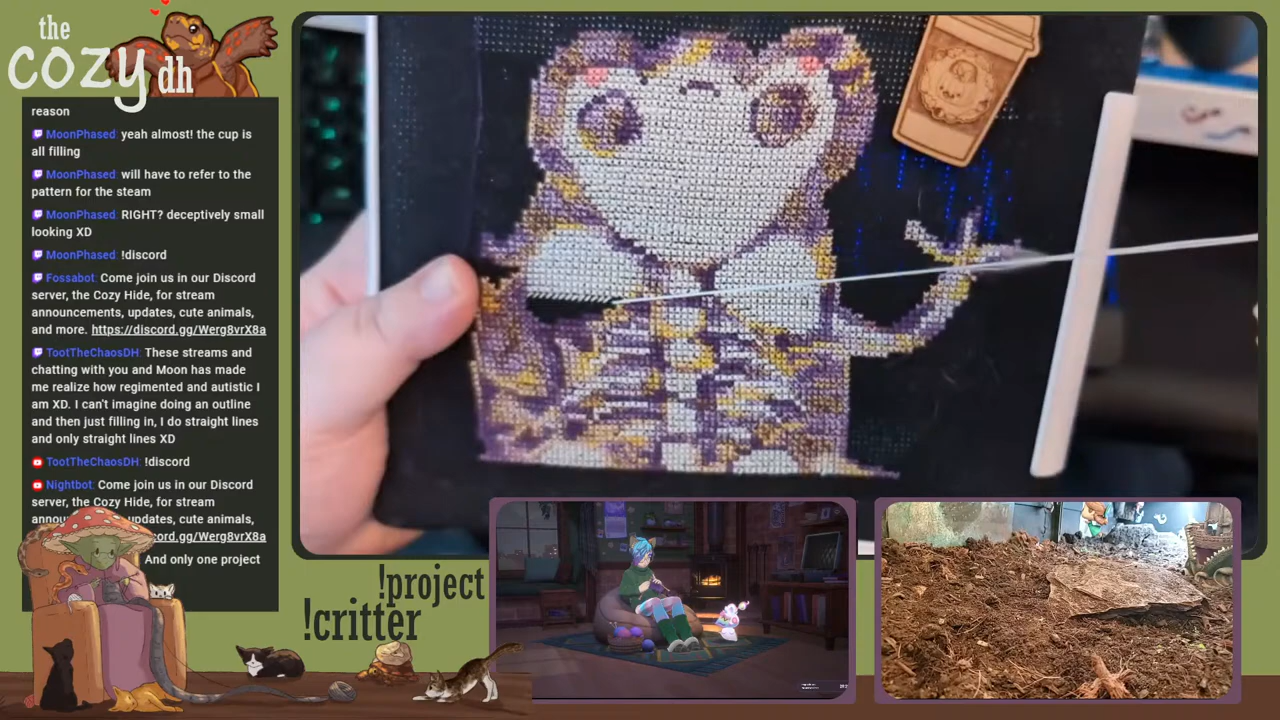 the
cozy dh
reason
MoonPhased: yeah almost! the cup is
all filling
MoonPhased: will have to refer to the
pattern for the steam
MoonPhased: RIGHT? deceptively small
looking XD
MoonPhased: !discord
Fossabot: Come join us in our Discord
server, the Cozy Hide, for stream
announcements, updates, cute animals,
and more. https://discord.gg/Werg8vrX8a
TootTheChaosDH: These streams and
chatting with you and Moon has made
me realize how regimented and autistic I
am XD. I can't imagine doing an outline
and then just filling in, I do straight lines
and only straight lines XD
TootTheChaosDH: !discord
Nightbot: Come join us in our Discord
server, the Cozy Hide, for stream
updates, cute animals,
And only one project
!project
!critter